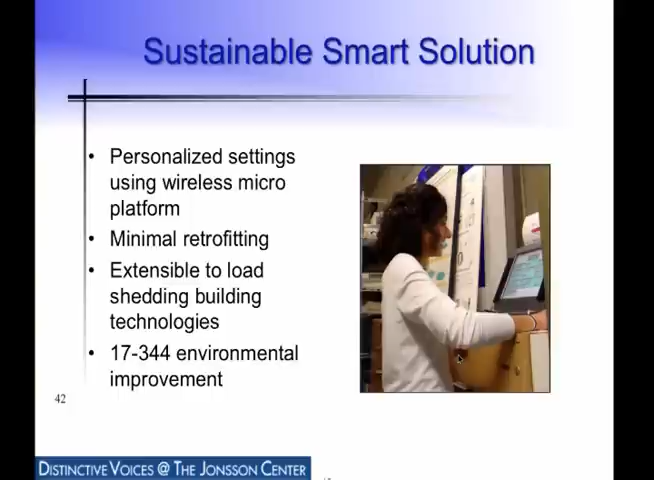 Sustainable Smart Solution
• Personalized settings
using wireless micro
platform
• Minimal retrofitting
• Extensible to load
shedding building
technologies
• 17-344 environmental
improvement
42
DISTINCTIVE VOICES @ THE JONSSON CENTER